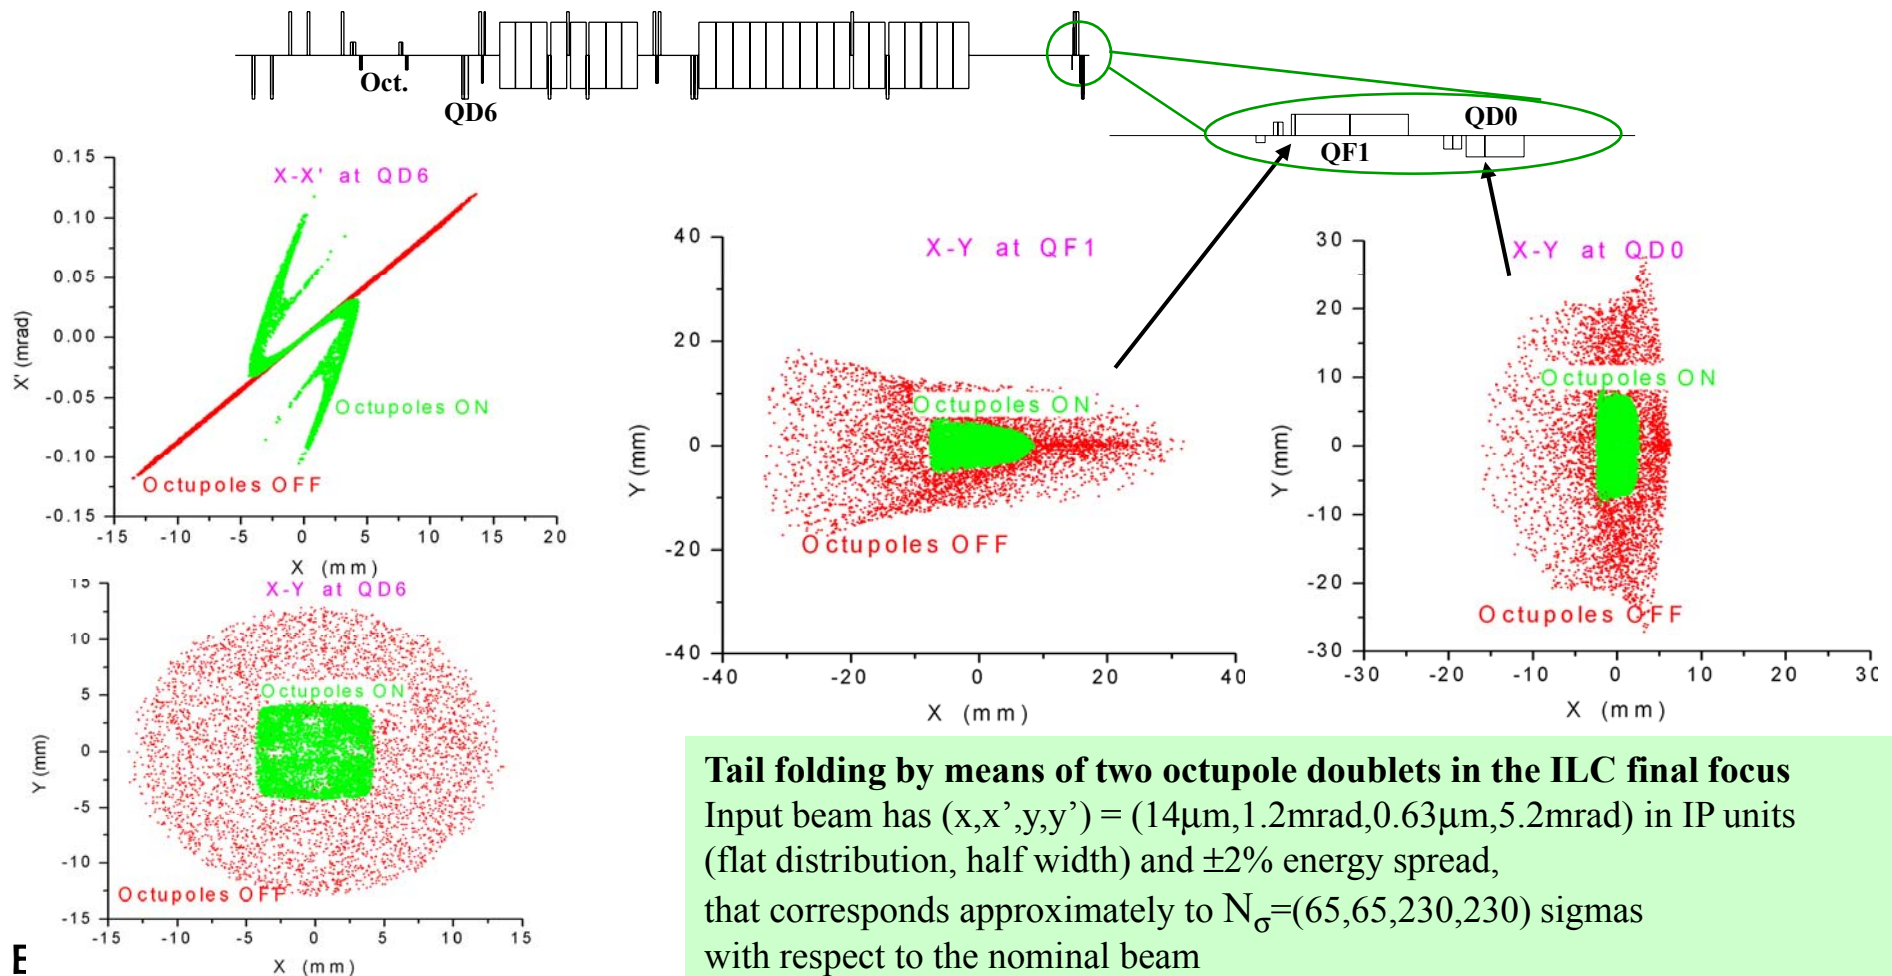 Oct.
QD6
QD0
QF1
X-X' at QD6
0.15
0.10
0.05
0.00
-0.05
-0.10
-0.15
X' (mrad)
Octupoles ON
Octupoles OFF
-15 -10 -5 0 5 10 15 20
X (mm)
X-Y at QF1
40
20
0
-20
-40
Y (mm)
Octupoles ON
Octupoles OFF
-40 -20 0 20 40
X (mm)
X-Y at QD0
30
20
10
0
-10
-20
-30
Y (mm)
Octupoles ON
Octupoles OFF
-30 -20 -10 0 10 20 30
X (mm)
X-Y at QD6
15
10
5
0
-5
-10
-15
Y (mm)
Octupoles ON
Octupoles OFF
-15 -10 -5 0 5 10 15
X (mm)
Tail folding by means of two octupole doublets in the ILC final focus
Input beam has (x,x’,y,y’) = (14μm,1.2mrad,0.63μm,5.2mrad) in IP units
(flat distribution, half width) and ±2% energy spread,
that corresponds approximately to Nσ=(65,65,230,230) sigmas
with respect to the nominal beam